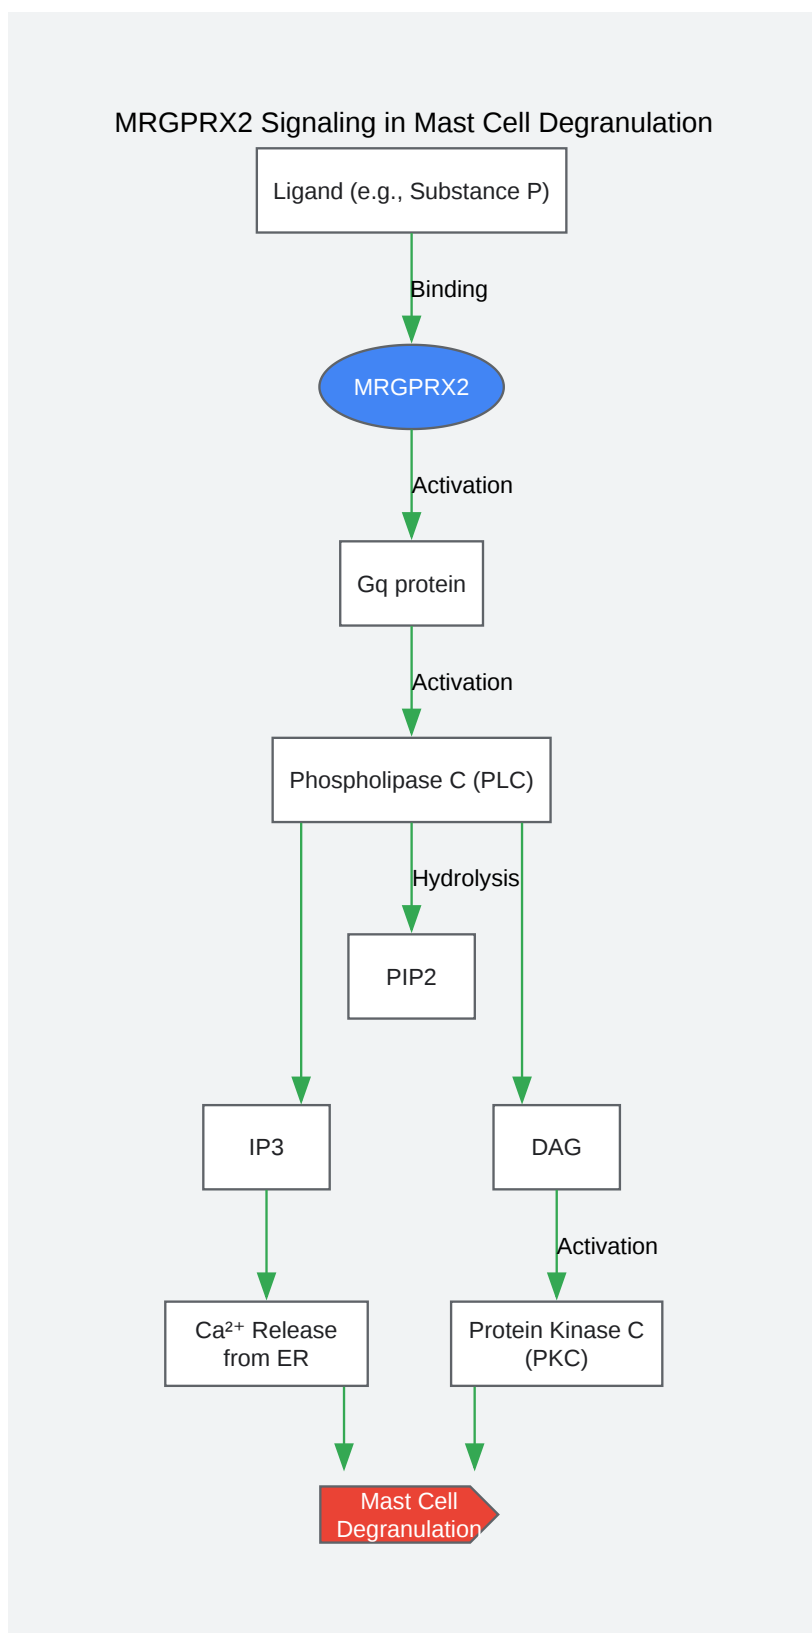 MRGPRX2 Signaling in Mast Cell Degranulation
Ligand (e.g., Substance P)
Binding
MRGPRX2
Activation
Gq protein
Activation
Phospholipase C (PLC)
Hydrolysis
PIP2
IP3
DAG
Activation
Ca²⁺ Release
from ER
Protein Kinase C
(PKC)
Mast Cell
Degranulation